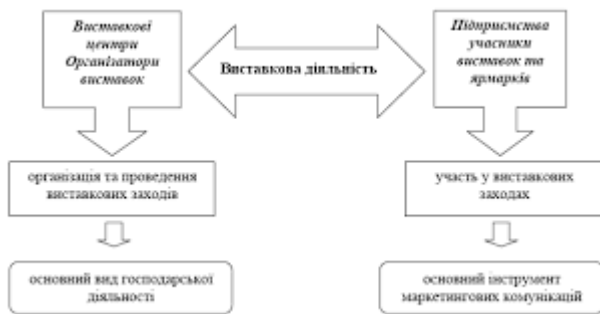 Виставкові
центри
Організатори
виставок
Виставкова діяльність
Підприємства
учасники
виставок та
ярмарків
організація та проведення
виставкових заходів
участь у виставкових
заходах
основний вид господарської
діяльності
основний інструмент
маркетингових комунікацій